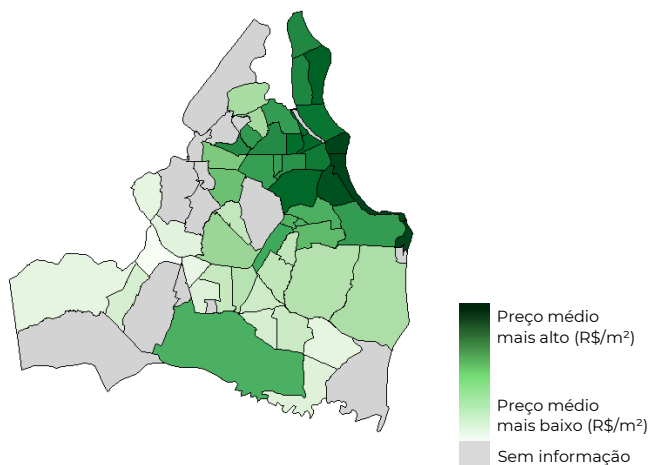 Preço médio
mais alto (R$/m²)
Preço médio
mais baixo (R$/m²)
Sem informação